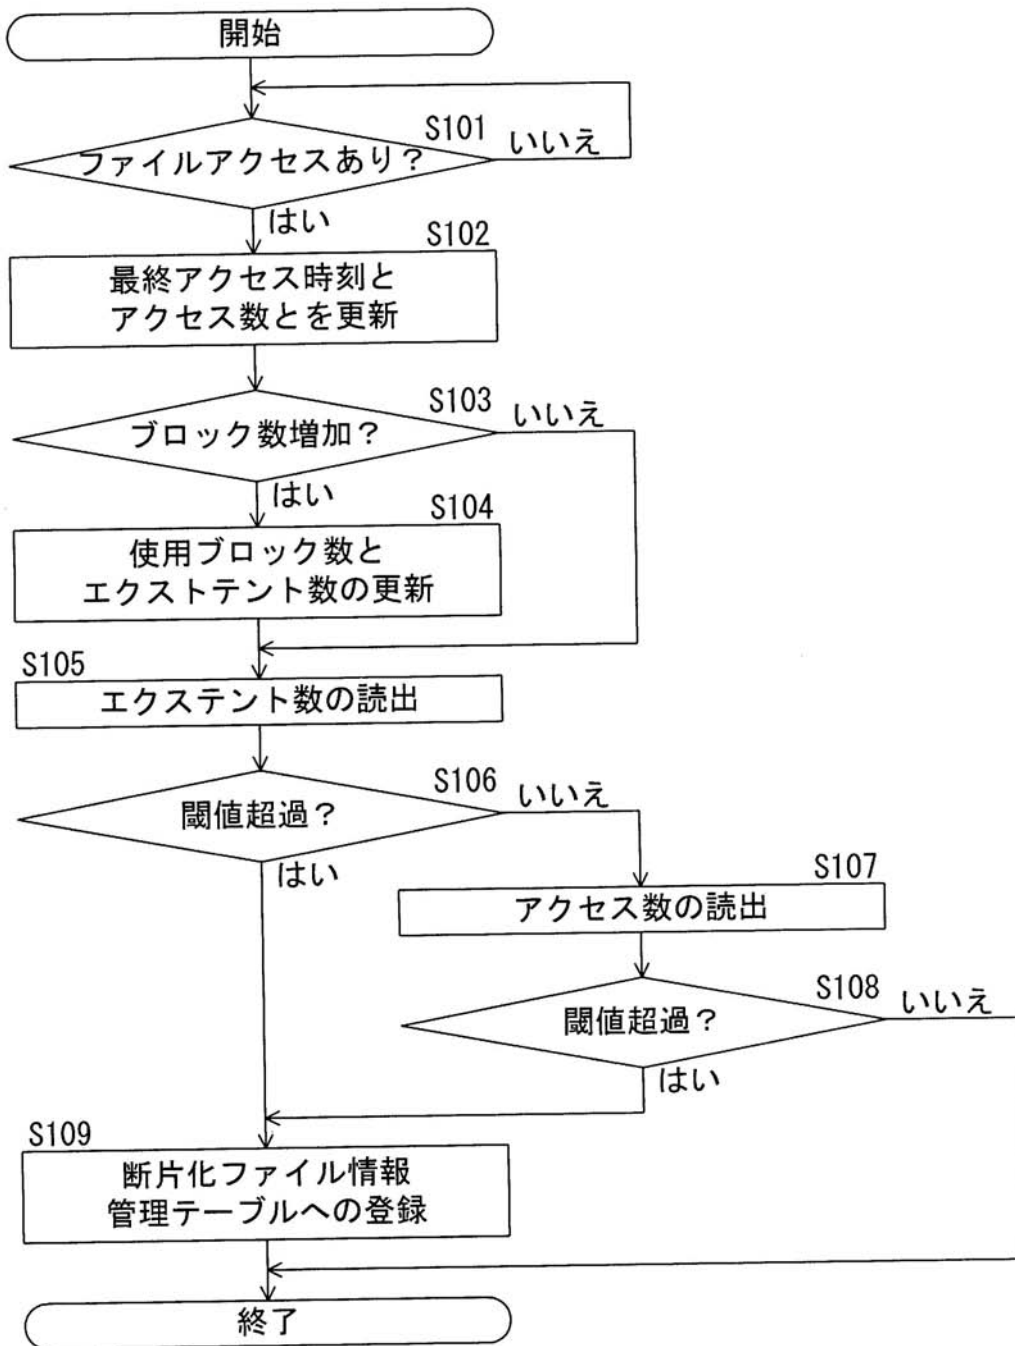 開始
S101
ファイルアクセスあり？
いいえ
はい
S102
最終アクセス時刻と
アクセス数とを更新
S103
ブロック数増加？
いいえ
はい
S104
使用ブロック数と
エクストテント数の更新
S105
エクステント数の読出
S106
閾値超過？
いいえ
はい
S107
アクセス数の読出
S108
閾値超過？
いいえ
はい
S109
断片化ファイル情報
管理テーブルへの登録
終了